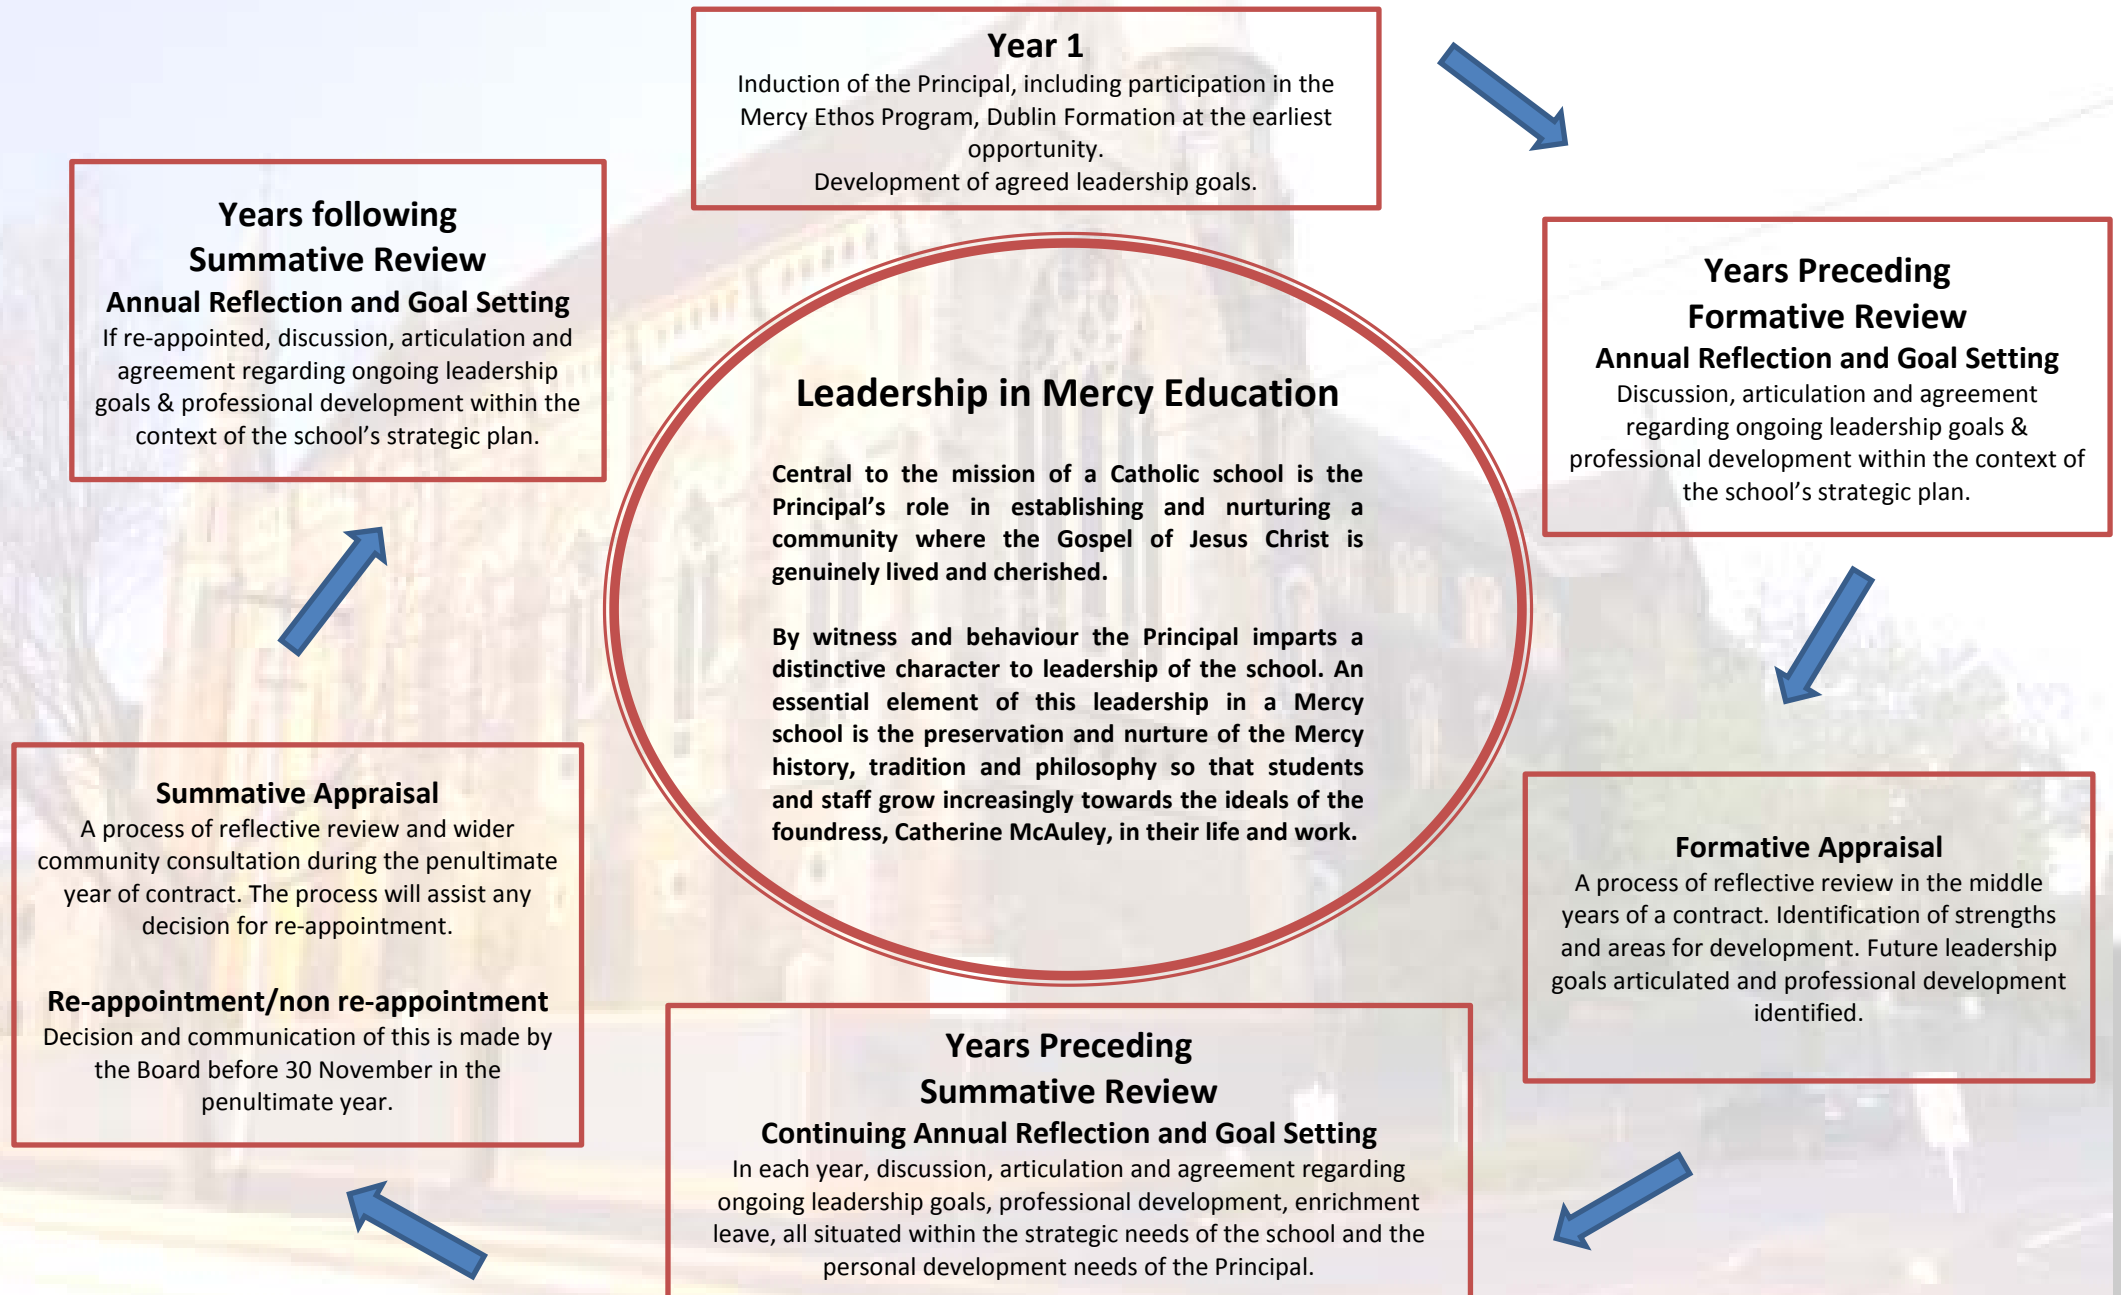 Year 1
Induction of the Principal, including participation in the
Mercy Ethos Program, Dublin Formation at the earliest
opportunity.
Development of agreed leadership goals.
Years Preceding
Formative Review
Annual Reflection and Goal Setting
Discussion, articulation and agreement
regarding ongoing leadership goals &
professional development within the context of
the school’s strategic plan.
Formative Appraisal
A process of reflective review in the middle
years of a contract. Identification of strengths
and areas for development. Future leadership
goals articulated and professional development
identified.
Years Preceding
Summative Review
Continuing Annual Reflection and Goal Setting
In each year, discussion, articulation and agreement regarding
ongoing leadership goals, professional development, enrichment
leave, all situated within the strategic needs of the school and the
personal development needs of the Principal.
Summative Appraisal
A process of reflective review and wider
community consultation during the penultimate
year of contract. The process will assist any
decision for re-appointment.
Re-appointment/non re-appointment
Decision and communication of this is made by
the Board before 30 November in the
penultimate year.
Years following
Summative Review
Annual Reflection and Goal Setting
If re-appointed, discussion, articulation and
agreement regarding ongoing leadership
goals & professional development within the
context of the school’s strategic plan.
Leadership in Mercy Education
Central to the mission of a Catholic school is the
Principal’s role in establishing and nurturing a
community where the Gospel of Jesus Christ is
genuinely lived and cherished.
By witness and behaviour the Principal imparts a
distinctive character to leadership of the school. An
essential element of this leadership in a Mercy
school is the preservation and nurture of the Mercy
history, tradition and philosophy so that students
and staff grow increasingly towards the ideals of the
foundress, Catherine McAuley, in their life and work.